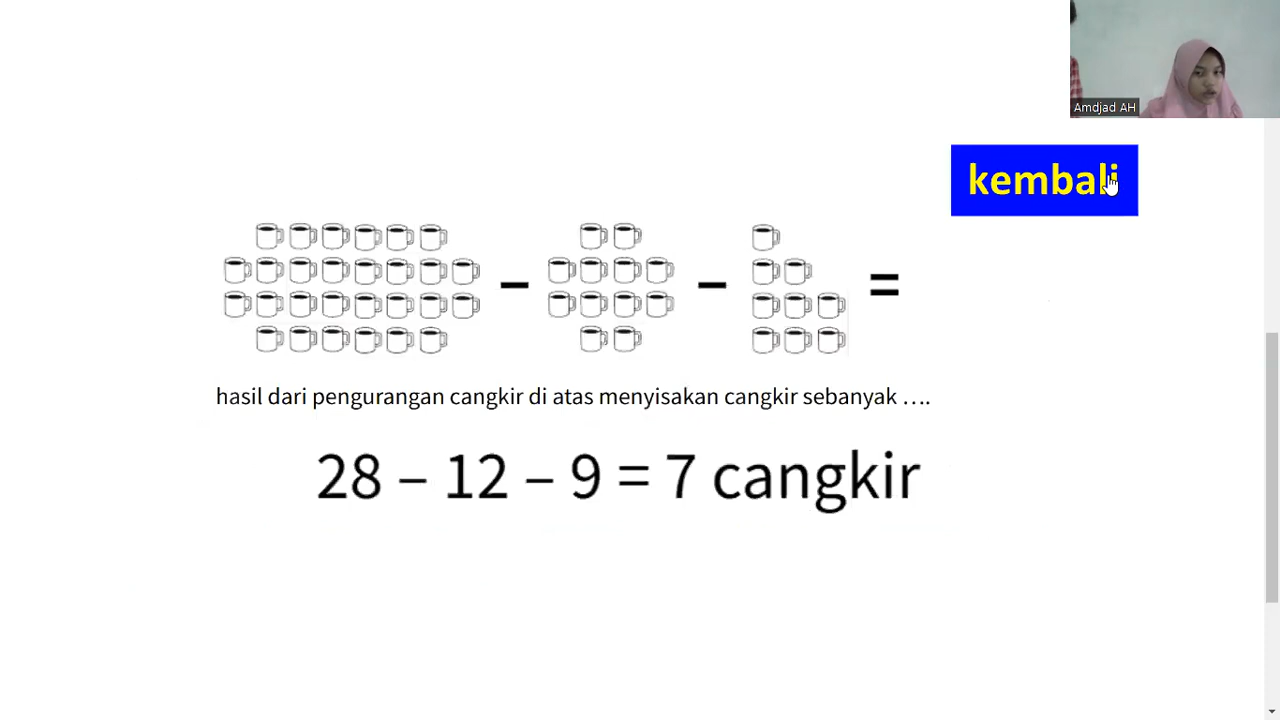 Amdjad AH
kembali
– – =
hasil dari pengurangan cangkir di atas menyisakan cangkir sebanyak ….
28 – 12 – 9 = 7 cangkir